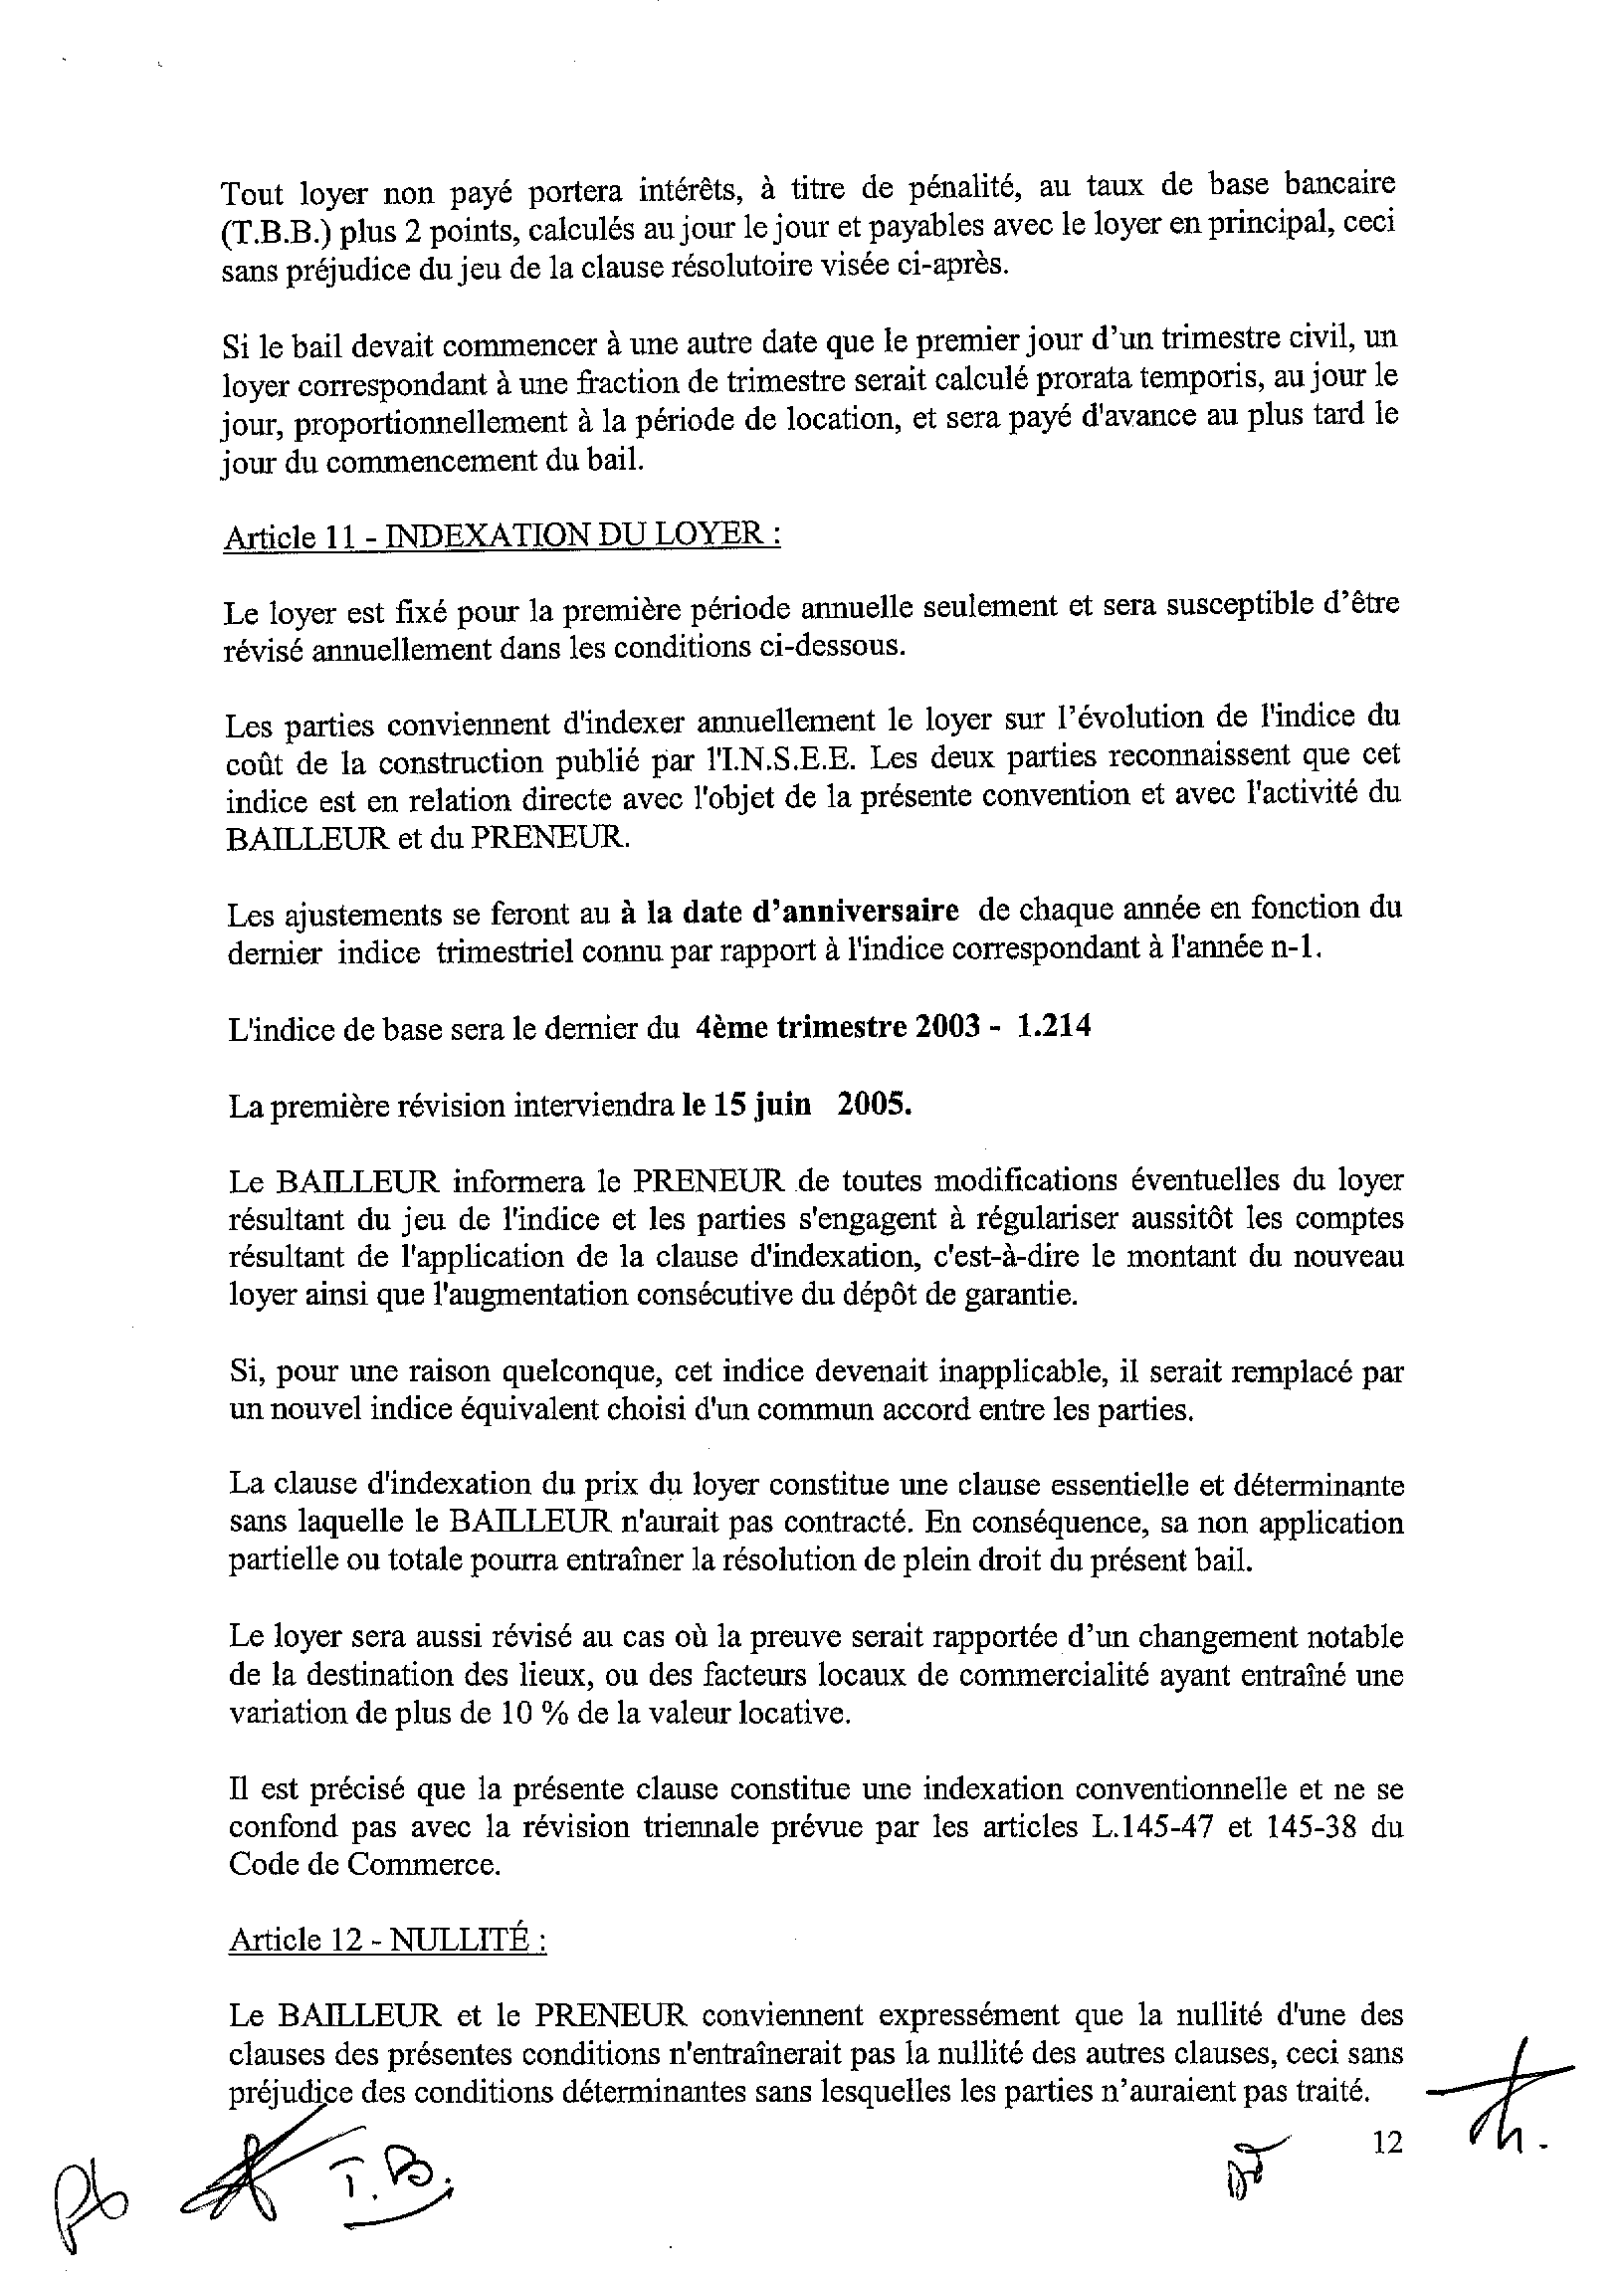 Tout loyer non payé portera intérêts, à titre de pénalité, au taux de base bancaire
(T.B.B.) plus 2 points, calculés au jour le jour et payables avec le loyer en principal, ceci
sans préjudice du jeu de la clause résolutoire visée ci-après.
Si le bail devait commencer à une autre date que le premier jour d'un trimestre civil, un
loyer correspondant à une fraction de trimestre serait calculé prorata temporis, au jour le
jour, proportionnellement à la période de location, et sera payé d'avance au plus tard le
jour du commencement du bail.
Article 11 - INDEXATION DU LOYER :
Le loyer est fixé pour la première période annuelle seulement et sera susceptible d'être
révisé annuellement dans les conditions ci-dessous.
Les parties conviennent d'indexer annuellement le loyer sur l'évolution de l'indice du
coût de la construction publié par l'I.N.S.E.E. Les deux parties reconnaissent que cet
indice est en relation directe avec l'objet de la présente convention et avec l'activité du
BAILLEUR et du PRENEUR.
Les ajustements se feront au à la date d'anniversaire de chaque année en fonction du
dernier indice trimestriel connu par rapport à l'indice correspondant à l'année n-1.
L'indice de base sera le dernier du 4ème trimestre 2003 - 1.214
La première révision interviendra le 15 juin 2005.
Le BAILLEUR informera le PRENEUR de toutes modifications éventuelles du loyer
résultant du jeu de l'indice et les parties s'engagent à régulariser aussitôt les comptes
résultant de l'application de la clause d'indexation, c'est-à-dire le montant du nouveau
loyer ainsi que l'augmentation consécutive du dépôt de garantie.
Si, pour une raison quelconque, cet indice devenait inapplicable, il serait remplacé par
un nouvel indice équivalent choisi d'un commun accord entre les parties.
La clause d'indexation du prix du loyer constitue une clause essentielle et déterminante
sans laquelle le BAILLEUR n'aurait pas contracté. En conséquence, sa non application
partielle ou totale pourra entraîner la résolution de plein droit du présent bail.
Le loyer sera aussi révisé au cas où la preuve serait rapportée d'un changement notable
de la destination des lieux, ou des facteurs locaux de commercialité ayant entraîné une
variation de plus de 10 % de la valeur locative.
Il est précisé que la présente clause constitue une indexation conventionnelle et ne se
confond pas avec la révision triennale prévue par les articles L.145-47 et 145-38 du
Code de Commerce.
Article 12 - NULLITÉ :
Le BAILLEUR et le PRENEUR conviennent expressément que la nullité d'une des
clauses des présentes conditions n'entraînerait pas la nullité des autres clauses, ceci sans
préjudice des conditions déterminantes sans lesquelles les parties n'auraient pas traité.
12
T.B.